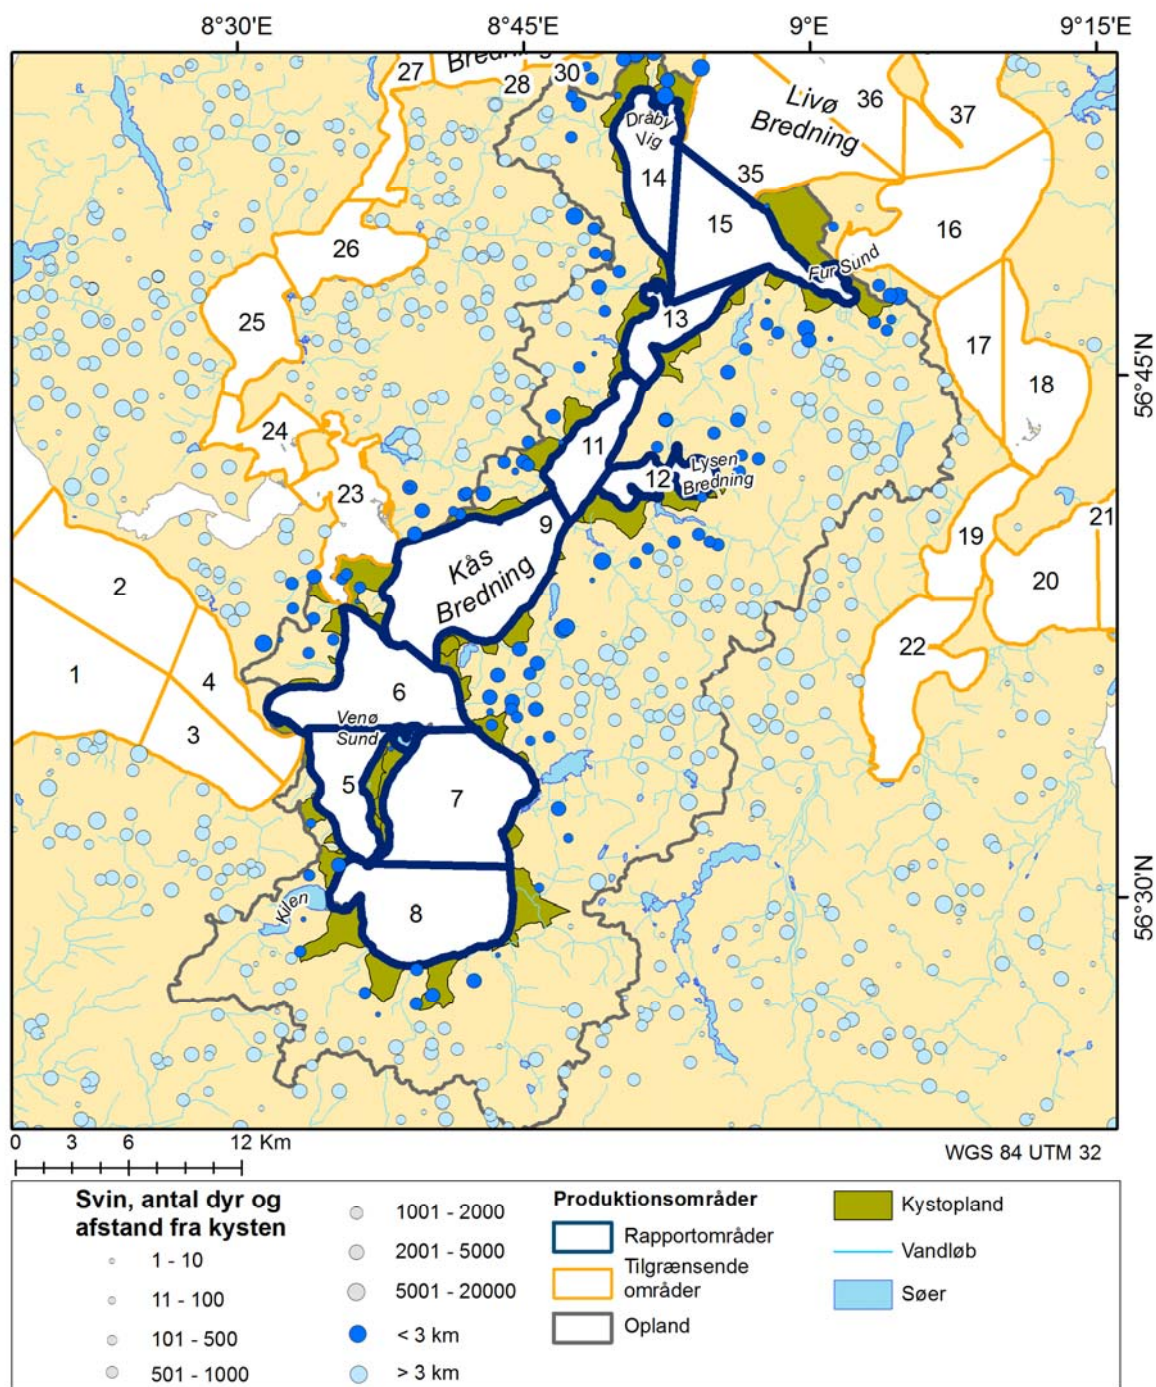 8°30'E 8°45'E 9°E 9°15'E
27
Bredning
28
30
Livø
Bredning
36
37
Dråby
Vig
14
35
15
16
26
Fur Sund
25
13
17
18
56°45'N
24
11
23
12
Lysen
Bredning
9
Kås
Bredning
19
21
20
2
22
1
4
3
6
Venø
Sund
5
7
Kilen
8
56°30'N
0 3 6 12 Km
WGS 84 UTM 32
Svin, antal dyr og
afstand fra kysten
1 - 10
11 - 100
101 - 500
501 - 1000
1001 - 2000
2001 - 5000
5001 - 20000
< 3 km
> 3 km
Produktionsområder
Rapportområder
Tilgrænsende
områder
Opland
Kystopland
Vandløb
Søer